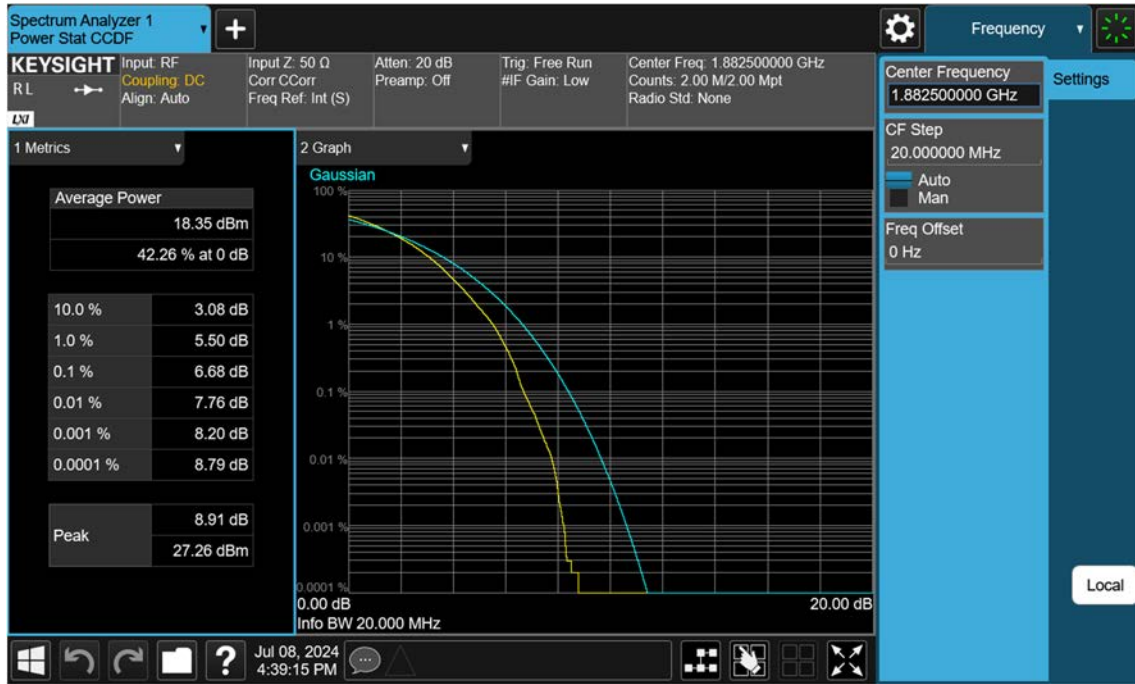 Spectrum Analyzer 1
Power Stat CCDF
Frequency
KEYSIGHT
RL
LXI
Input: RF
Coupling: DC
Align: Auto
Input Z: 50 Ω
Corr CCorr
Freq Ref: Int (S)
Atten: 20 dB
Preamp: Off
Trig: Free Run
#IF Gain: Low
Center Freq: 1.882500000 GHz
Counts: 2.00 M/2.00 Mpt
Radio Std: None
Center Frequency
1.882500000 GHz
Settings
CF Step
20.000000 MHz
Auto
Man
Freq Offset
0 Hz
1 Metrics
Average Power
18.35 dBm
42.26 % at 0 dB
10.0 % 3.08 dB
1.0 % 5.50 dB
0.1 % 6.68 dB
0.01 % 7.76 dB
0.001 % 8.20 dB
0.0001 % 8.79 dB
Peak
8.91 dB
27.26 dBm
2 Graph
Gaussian
100 %
10 %
1 %
0.1 %
0.01 %
0.001 %
0.0001 %
0.00 dB
20.00 dB
Info BW 20.000 MHz
Local
?
Jul 08, 2024
4:39:15 PM